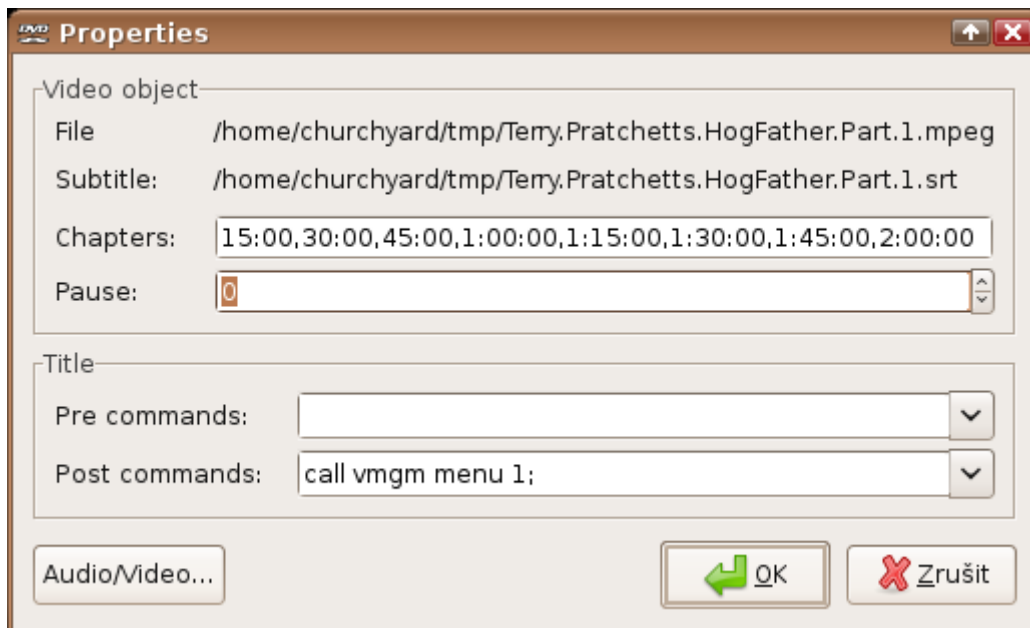 DVD Properties
Video object
File /home/churchyard/tmp/Terry.Pratchetts.HogFather.Part.1.mpeg
Subtitle: /home/churchyard/tmp/Terry.Pratchetts.HogFather.Part.1.srt
Chapters: 15:00,30:00,45:00,1:00:00,1:15:00,1:30:00,1:45:00,2:00:00
Pause: 0
Title
Pre commands:
Post commands: call vmgm menu 1;
Audio/Video... OK Zrušit